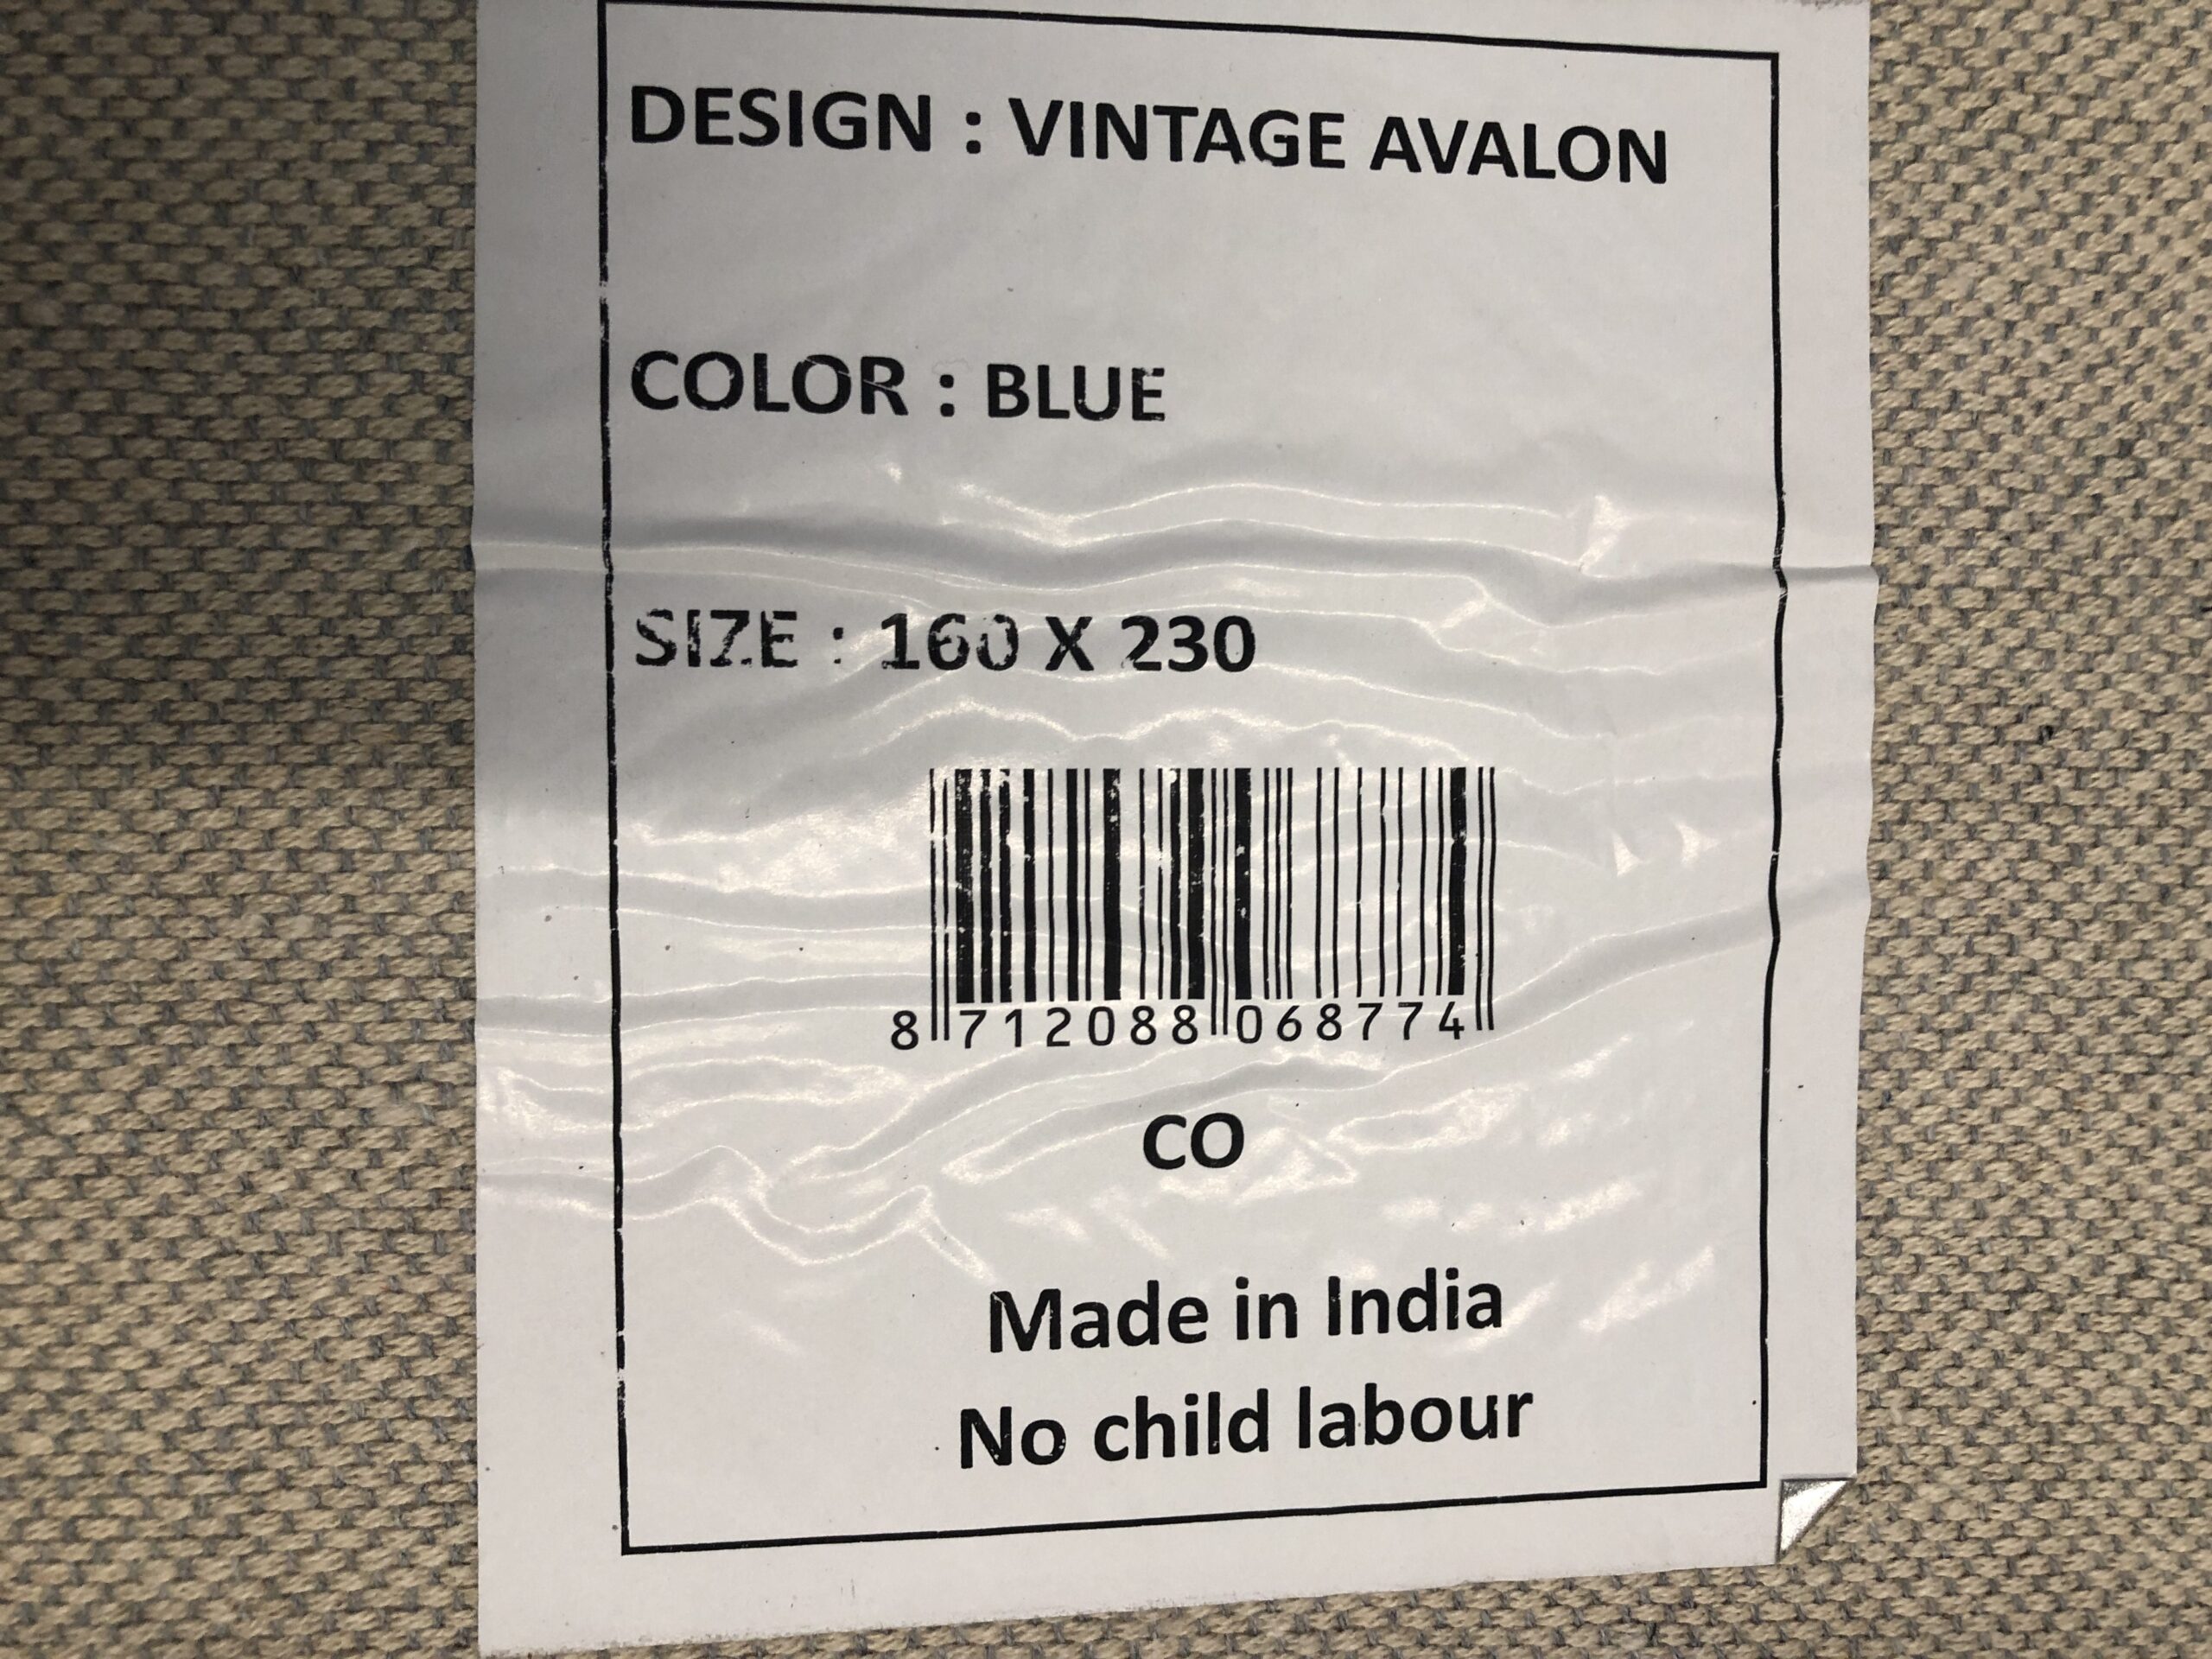 DESIGN : VINTAGE AVALON
COLOR : BLUE
SIZE : 160 X 230
8 712088 068774
CO
Made in India
No child labour